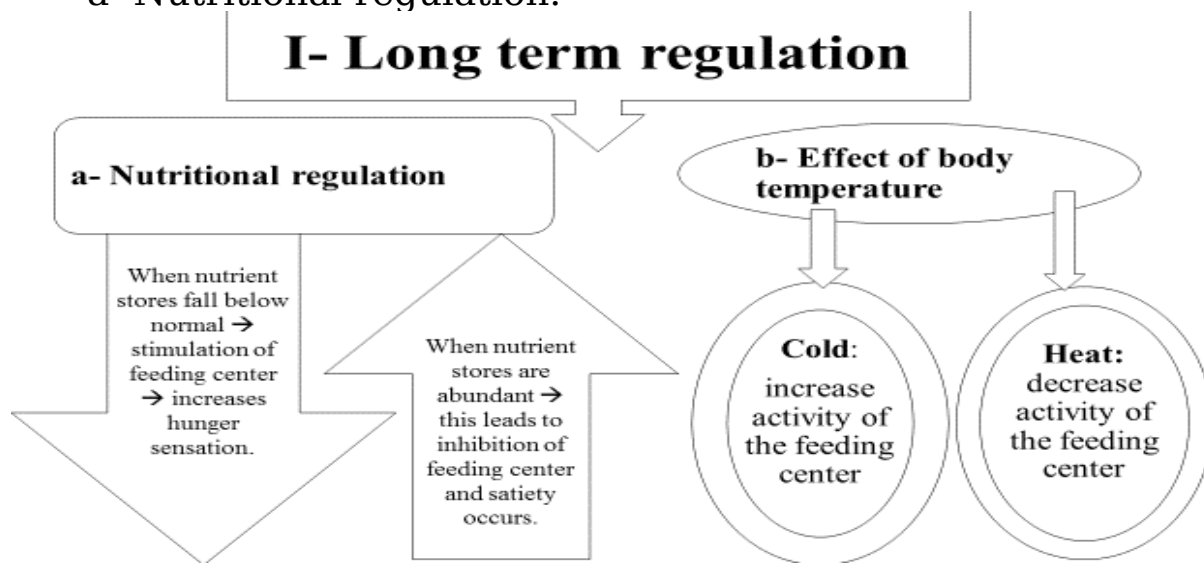 a- Nutritional regulation:
I- Long term regulation
a- Nutritional regulation
When nutrient
stores fall below
normal →
stimulation of
feeding center
→ increases
hunger
sensation.
When nutrient
stores are
abundant →
this leads to
inhibition of
feeding center
and satiety
occurs.
b- Effect of body
temperature
Cold:
increase
activity of
the feeding
center
Heat:
decrease
activity of
the feeding
center